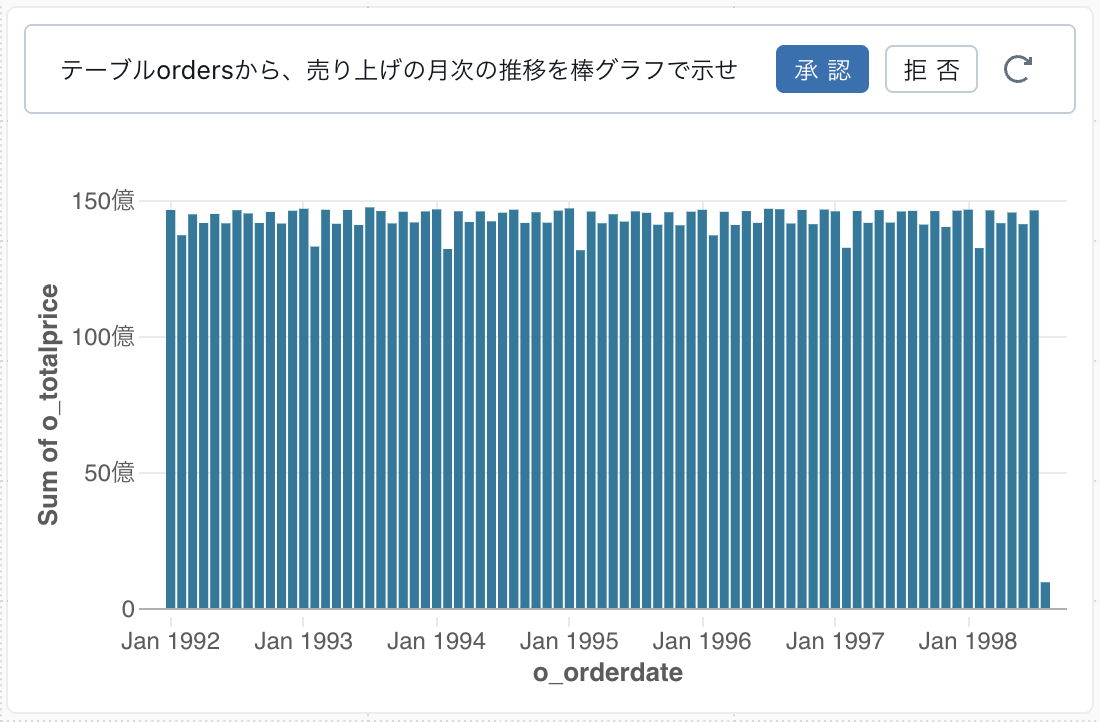 テーブルordersから、売り上げの月次の推移を棒グラフで示せ
承認
拒否
150億
100億
50億
0
Sum of o_totalprice
Jan 1992 Jan 1993 Jan 1994 Jan 1995 Jan 1996 Jan 1997 Jan 1998
o_orderdate